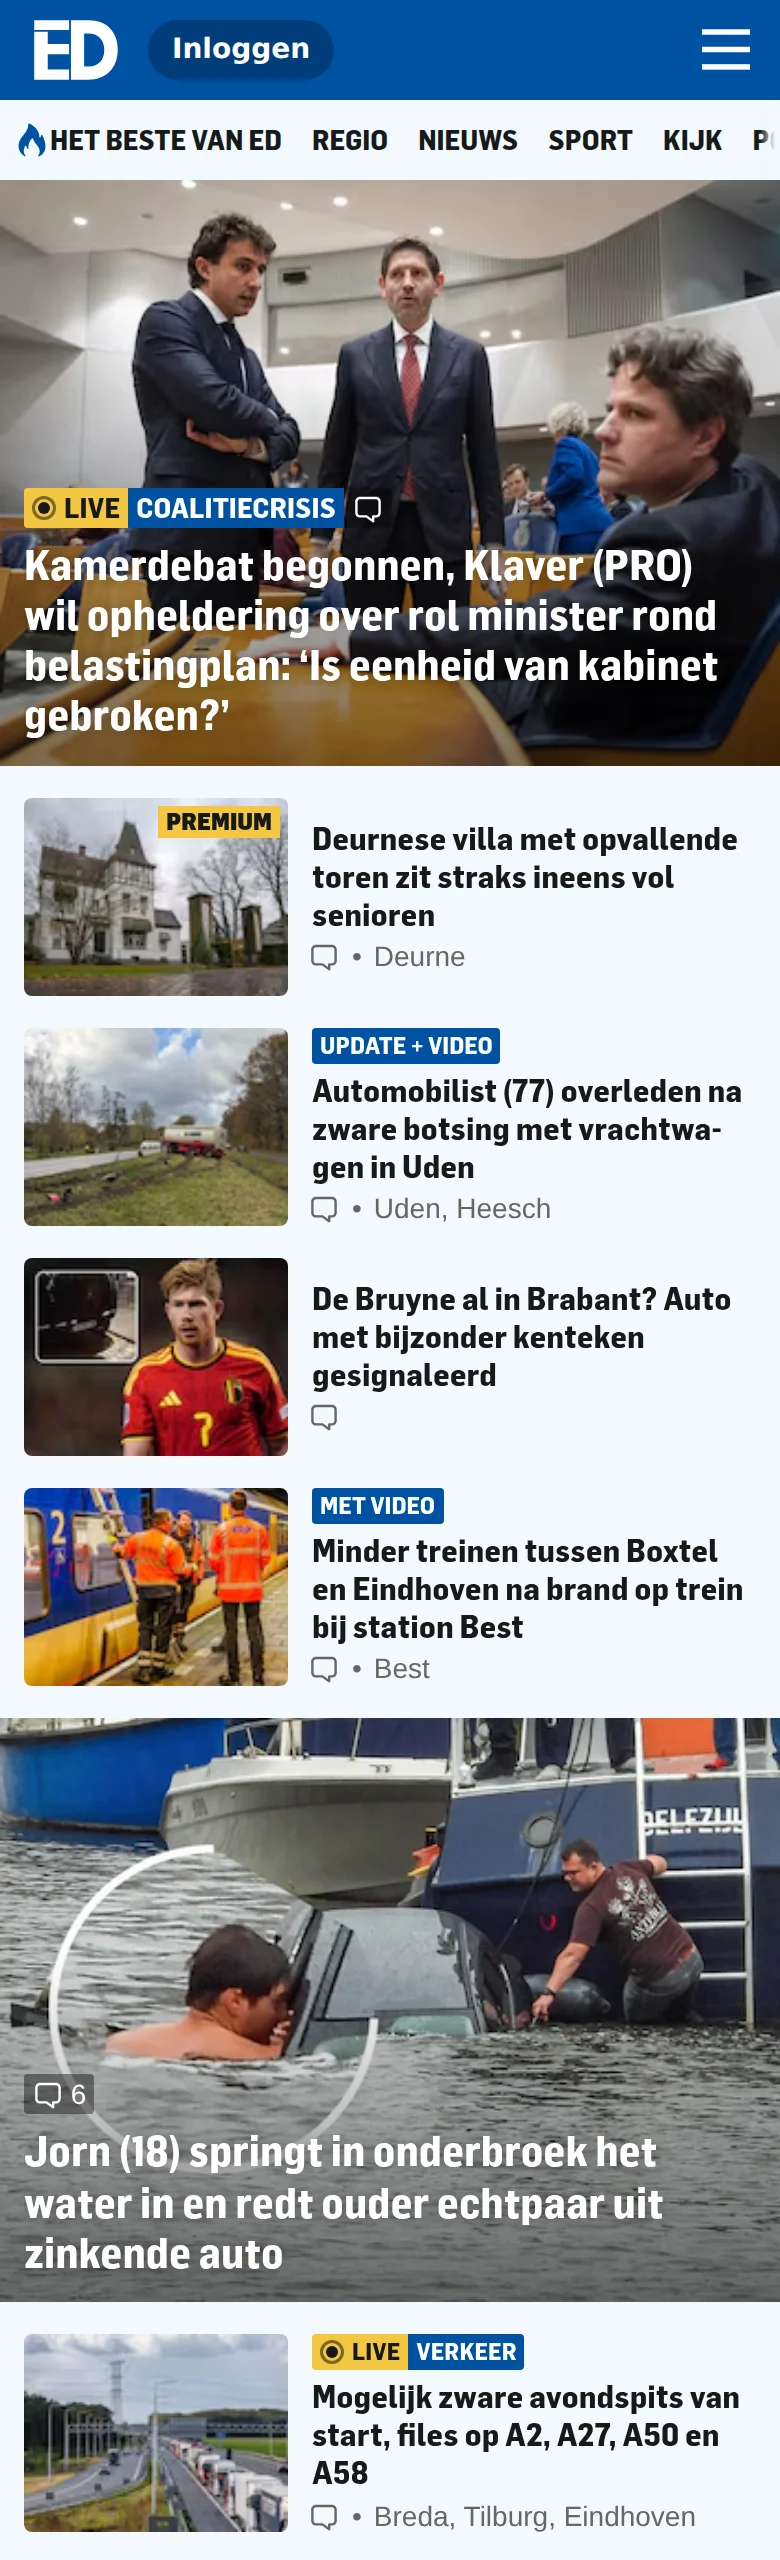 ED
Inloggen
HET BESTE VAN ED REGIO NIEUWS SPORT KIJK
LIVE COALITIECRISIS
Kamerdebat begonnen, Klaver (PRO)
wil opheldering over rol minister rond
belastingplan: ‘Is eenheid van kabinet
gebroken?’
PREMIUM
Deurnese villa met opvallende
toren zit straks ineens vol
senioren
• Deurne
UPDATE + VIDEO
Automobilist (77) overleden na
zware botsing met vrachtwa-
gen in Uden
• Uden, Heesch
7
De Bruyne al in Brabant? Auto
met bijzonder kenteken
gesignaleerd
2
MET VIDEO
Minder treinen tussen Boxtel
en Eindhoven na brand op trein
bij station Best
• Best
DELFZIJL
6
Jorn (18) springt in onderbroek het
water in en redt ouder echtpaar uit
zinkende auto
LIVE VERKEER
Mogelijk zware avondspits van
start, files op A2, A27, A50 en
A58
• Breda, Tilburg, Eindhoven